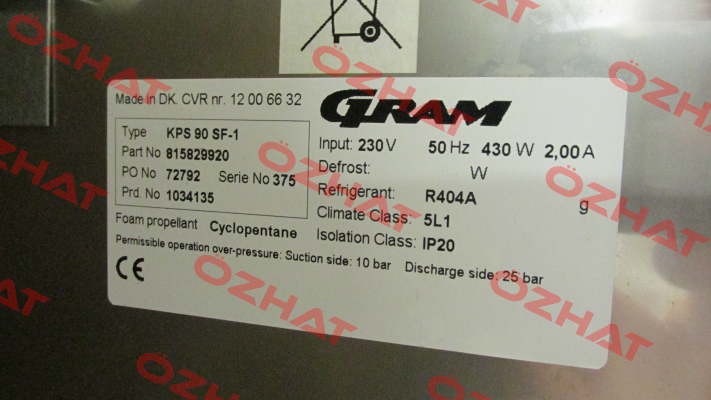 Made in DK. CVR nr. 12 00 66 32
GRAM
Type KPS 90 SF-1
Part No 815829920
PO No 72792 Serie No 375
Prd. No 1034135
Input: 230 V 50 Hz 430 W 2,00 A
Defrost: W
Refrigerant: R404A g
Climate Class: 5L1
Isolation Class: IP20
Foam propellant Cyclopentane
Permissible operation over-pressure: Suction side: 10 bar Discharge side: 25 bar
CE
ÖZHAT
ÖZHAT
ÖZHAT
ÖZHAT
ÖZHAT
ÖZHAT
ÖZHAT
ÖZHAT
ÖZHAT
ÖZHAT
ÖZHAT